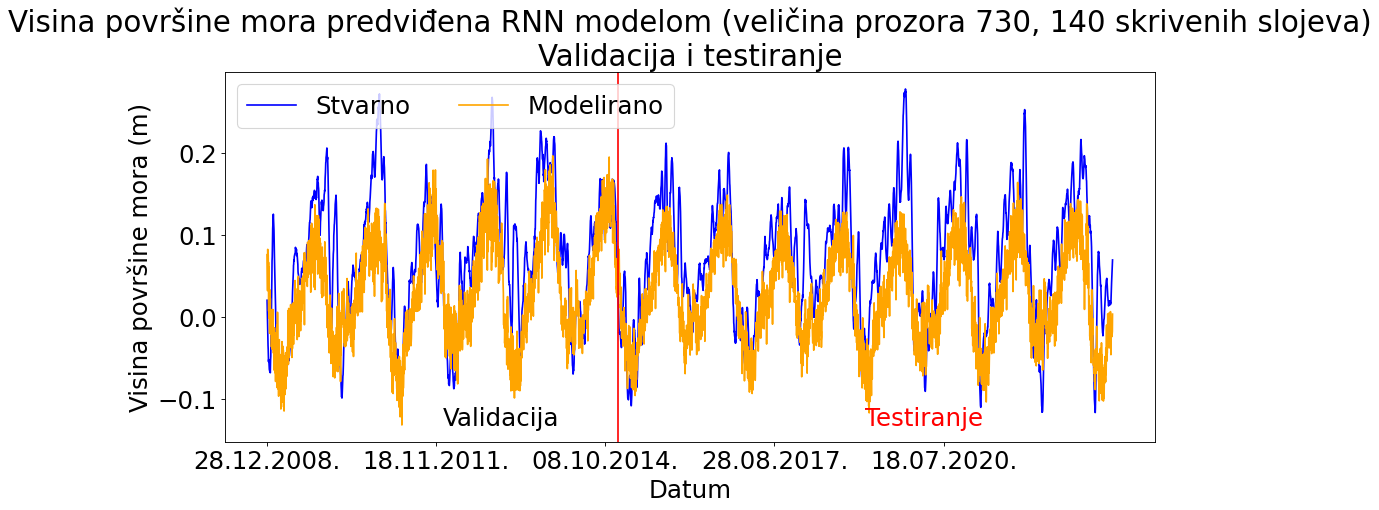 Visina površine mora predviđena RNN modelom (veličina prozora 730, 140 skrivenih slojeva)
Validacija i testiranje
Stvarno
Modelirano
Visina površine mora (m)
0.2
0.1
0.0
−0.1
Validacija
Testiranje
28.12.2008.
18.11.2011.
08.10.2014.
28.08.2017.
18.07.2020.
Datum